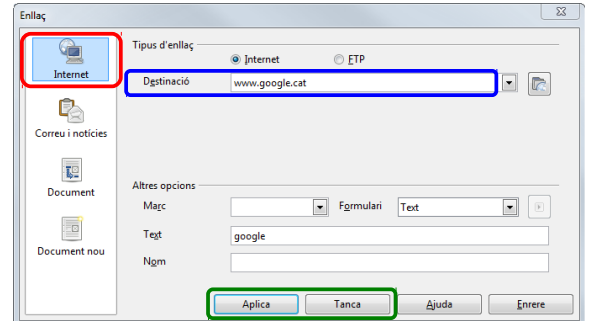 Enllaç
Internet
Correu i notícies
Document
Document nou
Tipus d'enllaç
Internet FTP
Destinació www.google.cat
Altres opcions
Marc Formulari Text
Text google
Nom
Aplica Tanca Ajuda Enrere